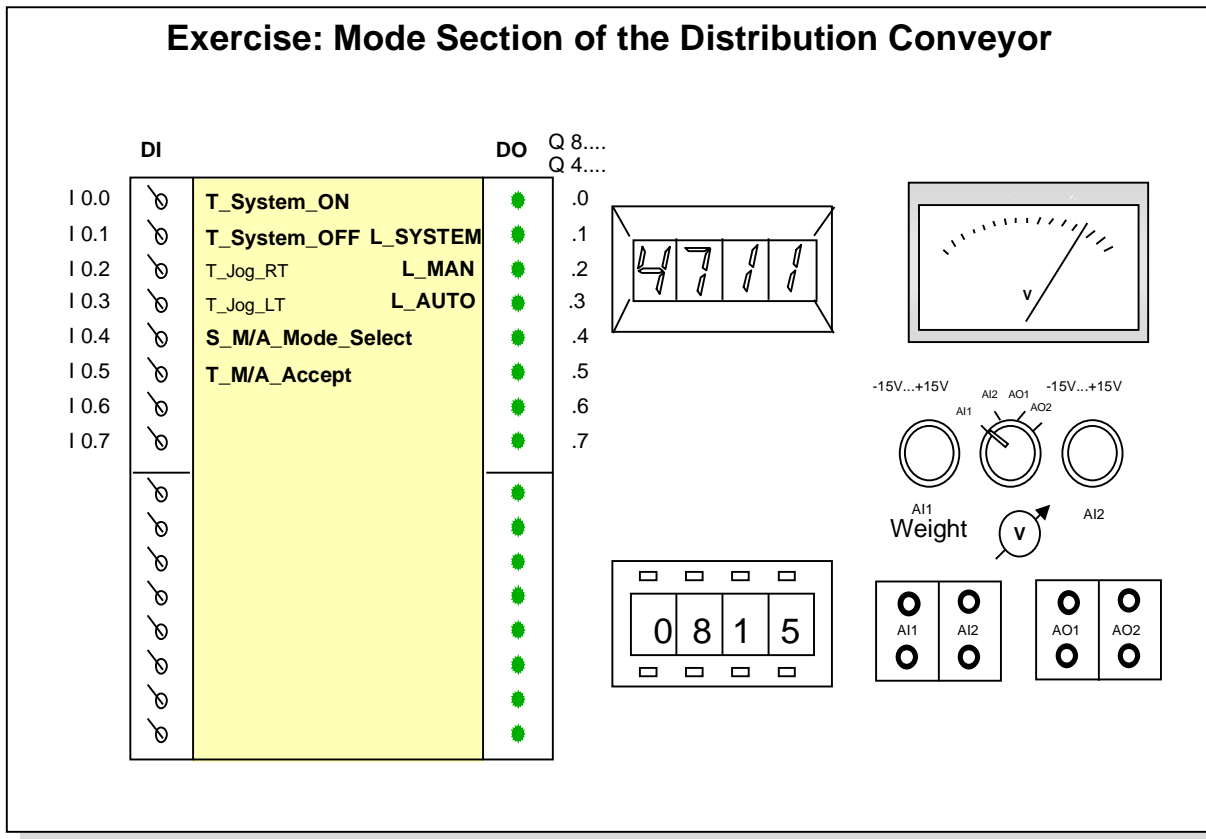 Exercise: Mode Section of the Distribution Conveyor
DI DO Q 8....
Q 4....
I 0.0 T_System_ON .0
I 0.1 T_System_OFF L_SYSTEM .1
I 0.2 T_Jog_RT L_MAN .2
I 0.3 T_Jog_LT L_AUTO .3
I 0.4 S_M/A_Mode_Select .4
I 0.5 T_M/A_Accept .5
I 0.6 .6
I 0.7 .7
4711
V
-15V...+15V AI1 AI2 AO1 AO2 -15V...+15V
AI1 AI2
Weight V
0815
AI1 AI2 AO1 AO2